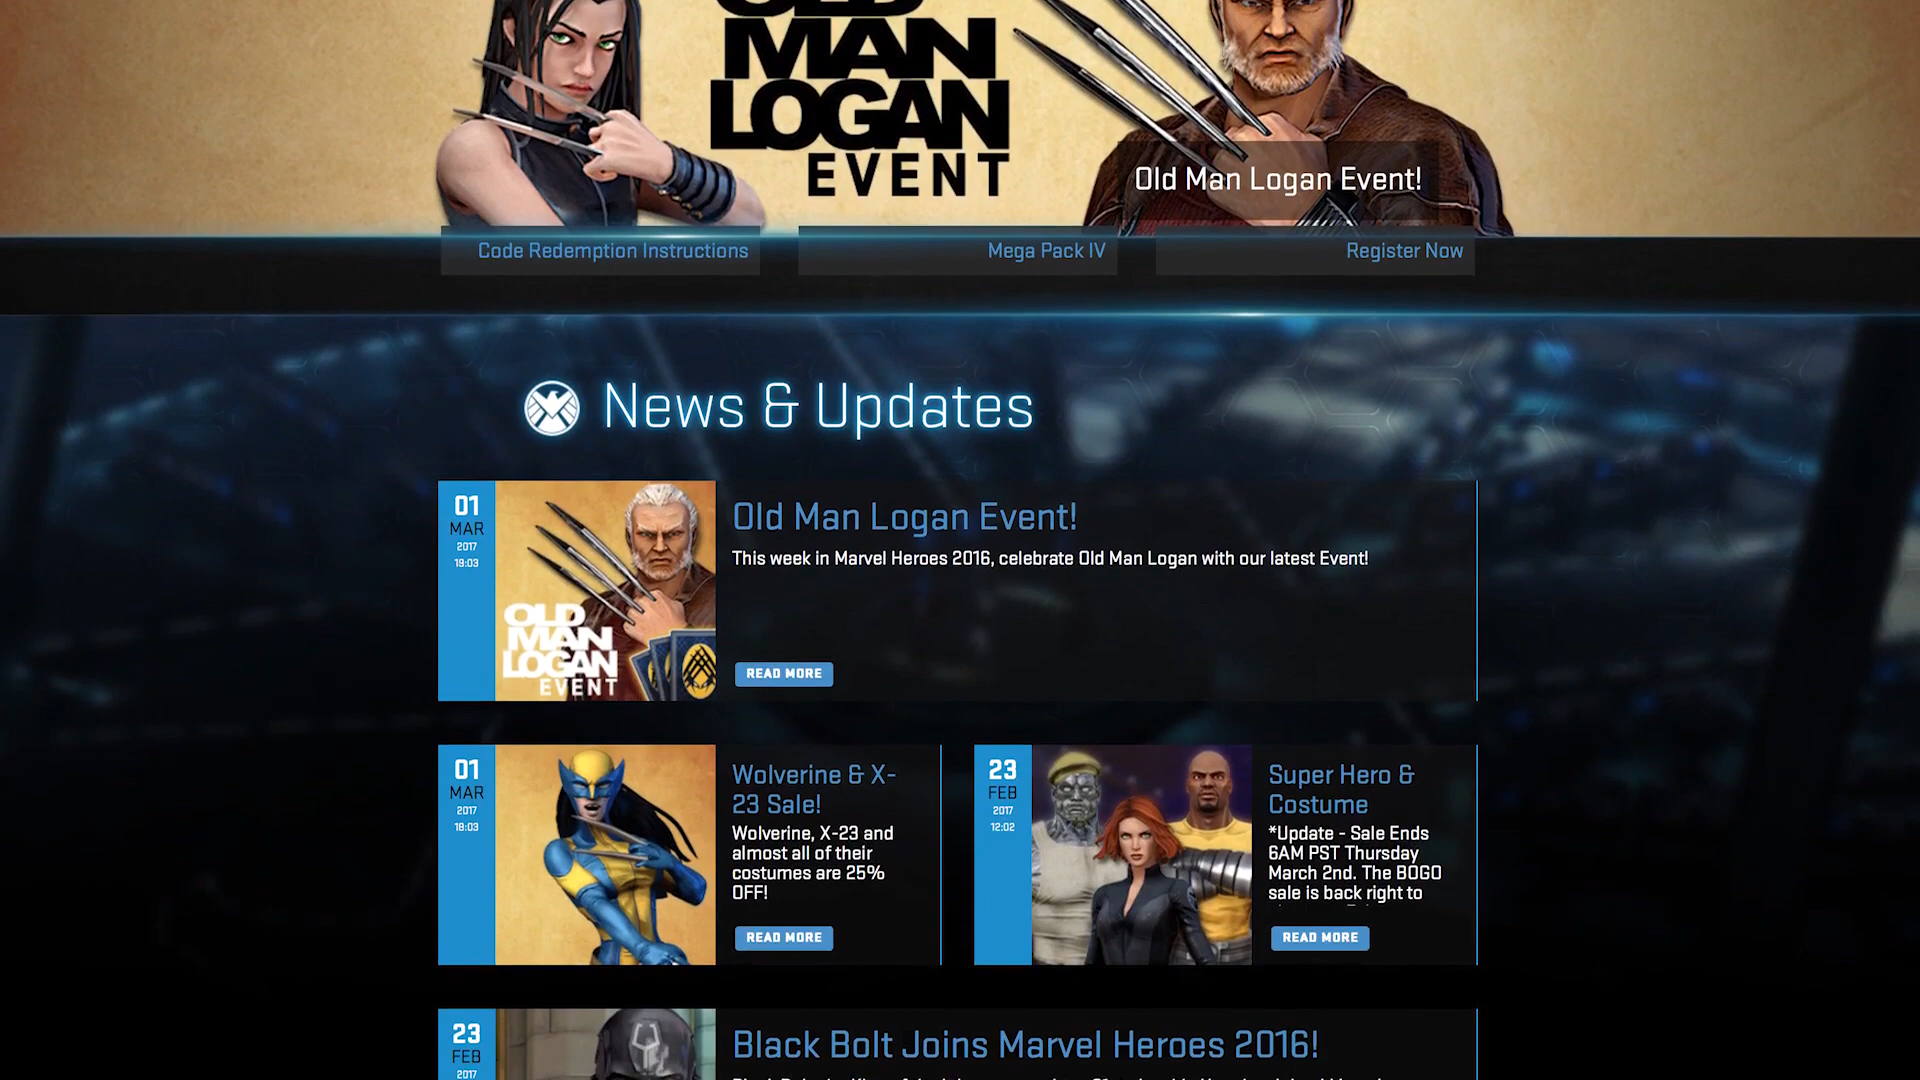 OLD
MAN
LOGAN
EVENT
Old Man Logan Event!
Code Redemption Instructions
Mega Pack IV
Register Now
News & Updates
01
MAR
2017
19:03
OLD
MAN
LOGAN
EVENT
Old Man Logan Event!
This week in Marvel Heroes 2016, celebrate Old Man Logan with our latest Event!
READ MORE
01
MAR
2017
18:03
Wolverine & X-
23 Sale!
Wolverine, X-23 and
almost all of their
costumes are 25%
OFF!
READ MORE
23
FEB
2017
12:02
Super Hero &
Costume
*Update - Sale Ends
6AM PST Thursday
March 2nd. The BOGO
sale is back right to
READ MORE
23
FEB
2017
Black Bolt Joins Marvel Heroes 2016!